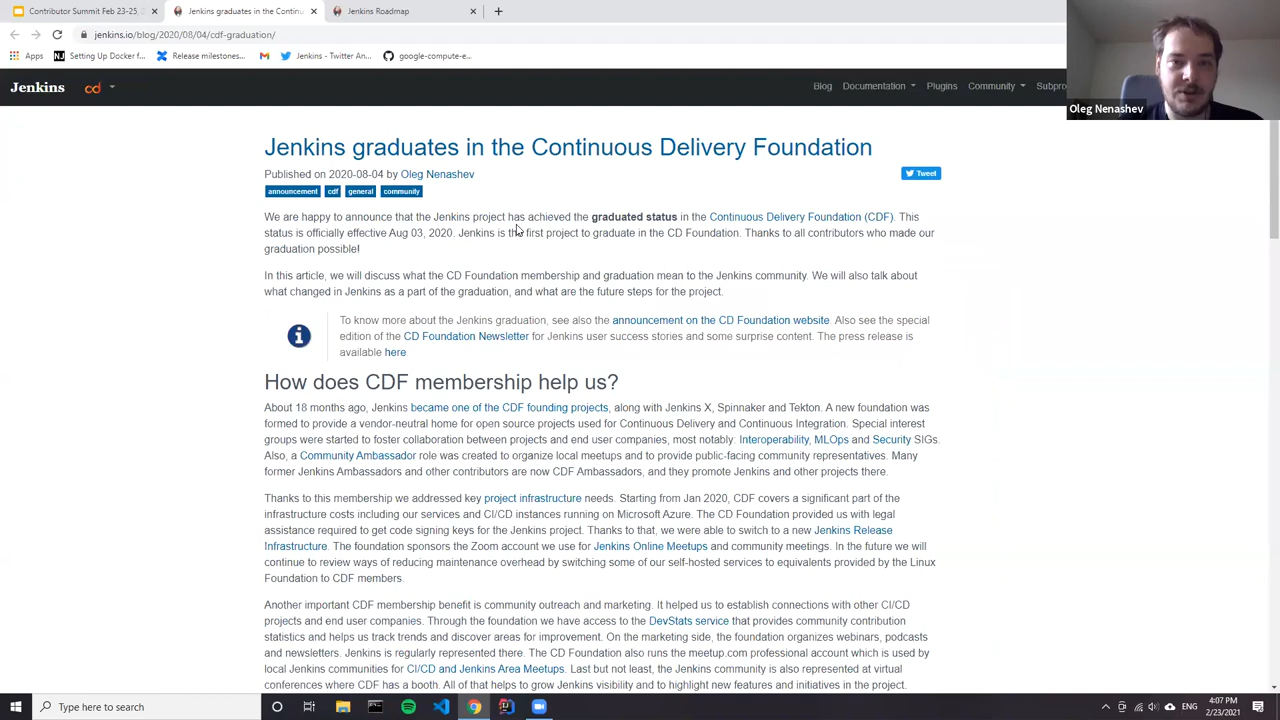 Contributor Summit Feb 23-25, 2
Jenkins graduates in the Continu
Jenkins Roadmap
jenkins.io/blog/2020/08/04/cdf-graduation/
Apps
Setting Up Docker f...
Release milestones...
Jenkins - Twitter An...
google-compute-e...
Jenkins
cd
Blog
Documentation
Plugins
Community
Subpro
Oleg Nenashev
Jenkins graduates in the Continuous Delivery Foundation
Published on 2020-08-04 by Oleg Nenashev
Tweet
announcement cdf general community
We are happy to announce that the Jenkins project has achieved the graduated status in the Continuous Delivery Foundation (CDF). This
status is officially effective Aug 03, 2020. Jenkins is the first project to graduate in the CD Foundation. Thanks to all contributors who made our
graduation possible!
In this article, we will discuss what the CD Foundation membership and graduation mean to the Jenkins community. We will also talk about
what changed in Jenkins as a part of the graduation, and what are the future steps for the project.
To know more about the Jenkins graduation, see also the announcement on the CD Foundation website. Also see the special
edition of the CD Foundation Newsletter for Jenkins user success stories and some surprise content. The press release is
available here.
How does CDF membership help us?
About 18 months ago, Jenkins became one of the CDF founding projects, along with Jenkins X, Spinnaker and Tekton. A new foundation was
formed to provide a vendor-neutral home for open source projects used for Continuous Delivery and Continuous Integration. Special interest
groups were started to foster collaboration between projects and end user companies, most notably: Interoperability, MLOps and Security SIGs.
Also, a Community Ambassador role was created to organize local meetups and to provide public-facing community representatives. Many
former Jenkins Ambassadors and other contributors are now CDF Ambassadors, and they promote Jenkins and other projects there.
Thanks to this membership we addressed key project infrastructure needs. Starting from Jan 2020, CDF covers a significant part of the
infrastructure costs including our services and CI/CD instances running on Microsoft Azure. The CD Foundation provided us with legal
assistance required to get code signing keys for the Jenkins project. Thanks to that, we were able to switch to a new Jenkins Release
Infrastructure. The foundation sponsors the Zoom account we use for Jenkins Online Meetups and community meetings. In the future we will
continue to review ways of reducing maintenance overhead by switching some of our self-hosted services to equivalents provided by the Linux
Foundation to CDF members.
Another important CDF membership benefit is community outreach and marketing. It helped us to establish connections with other CI/CD
projects and end user companies. Through the foundation we have access to the DevStats service that provides community contribution
statistics and helps us track trends and discover areas for improvement. On the marketing side, the foundation organizes webinars, podcasts
and newsletters. Jenkins is regularly represented there. The CD Foundation also runs the meetup.com professional account which is used by
local Jenkins communities for CI/CD and Jenkins Area Meetups. Last but not least, the Jenkins community is also represented at virtual
conferences where CDF has a booth. All of that helps to grow Jenkins visibility and to highlight new features and initiatives in the project.
Type here to search
ENG
4:07 PM
2/23/2021